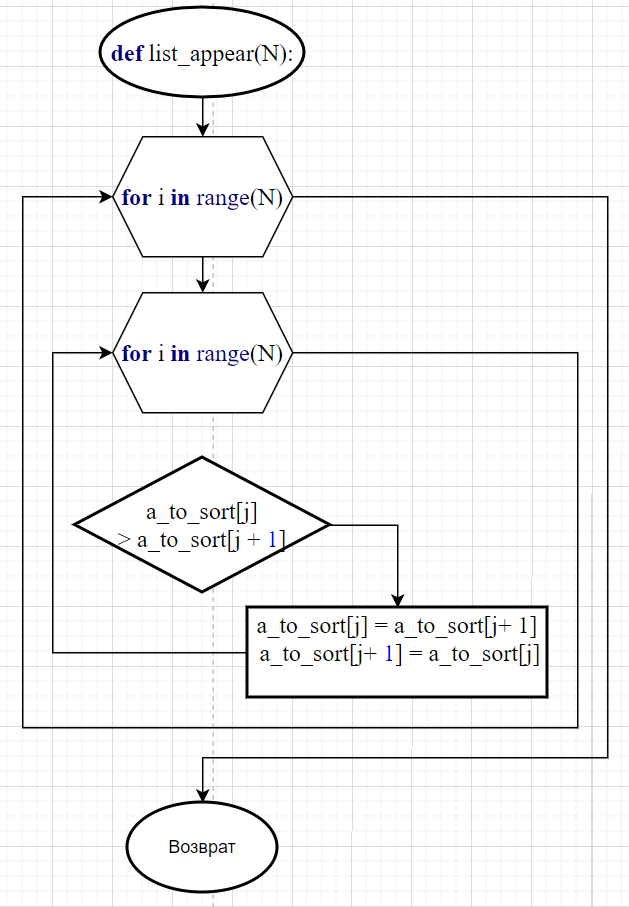 def list_appear(N):
for i in range(N)
for i in range(N)
a_to_sort[j]
> a_to_sort[j + 1]
a_to_sort[j] = a_to_sort[j+ 1]
a_to_sort[j+ 1] = a_to_sort[j]
Возврат